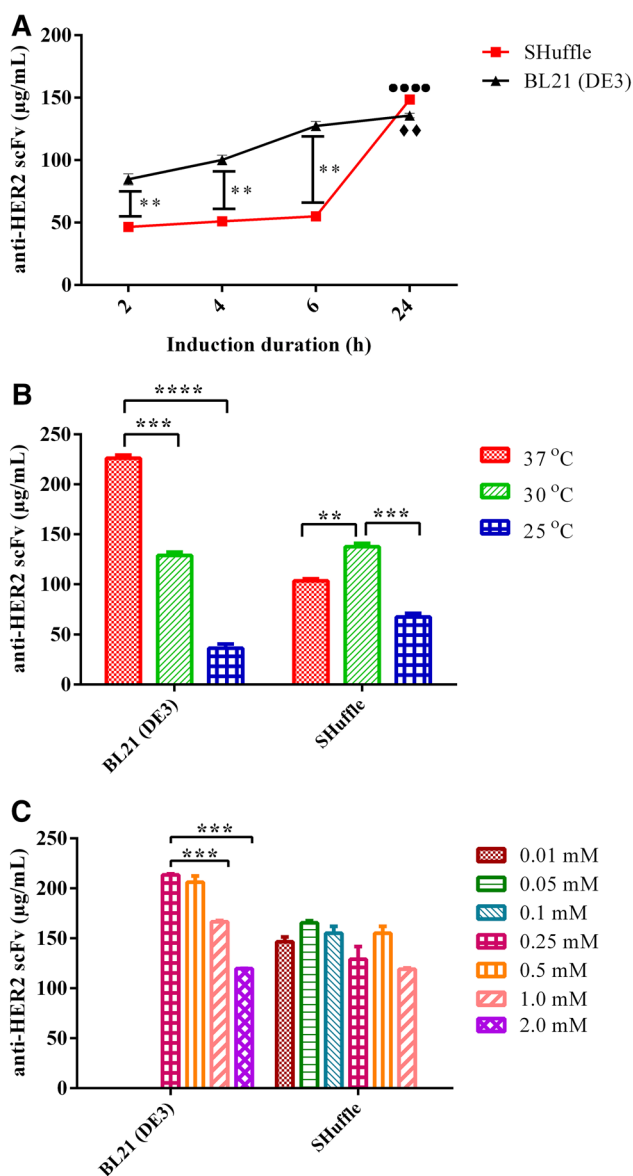 A
200
150
100
50
0
anti-HER2 scFv (µg/mL)
SHuffle
BL21 (DE3)
**
**
**
2
4
6
24
Induction duration (h)
B
250
200
150
100
50
0
anti-HER2 scFv (µg/mL)
****
***
**
***
37 °C
30 °C
25 °C
BL21 (DE3)
SHuffle
C
250
200
150
100
50
0
anti-HER2 scFv (µg/mL)
***
***
0.01 mM
0.05 mM
0.1 mM
0.25 mM
0.5 mM
1.0 mM
2.0 mM
BL21 (DE3)
SHuffle